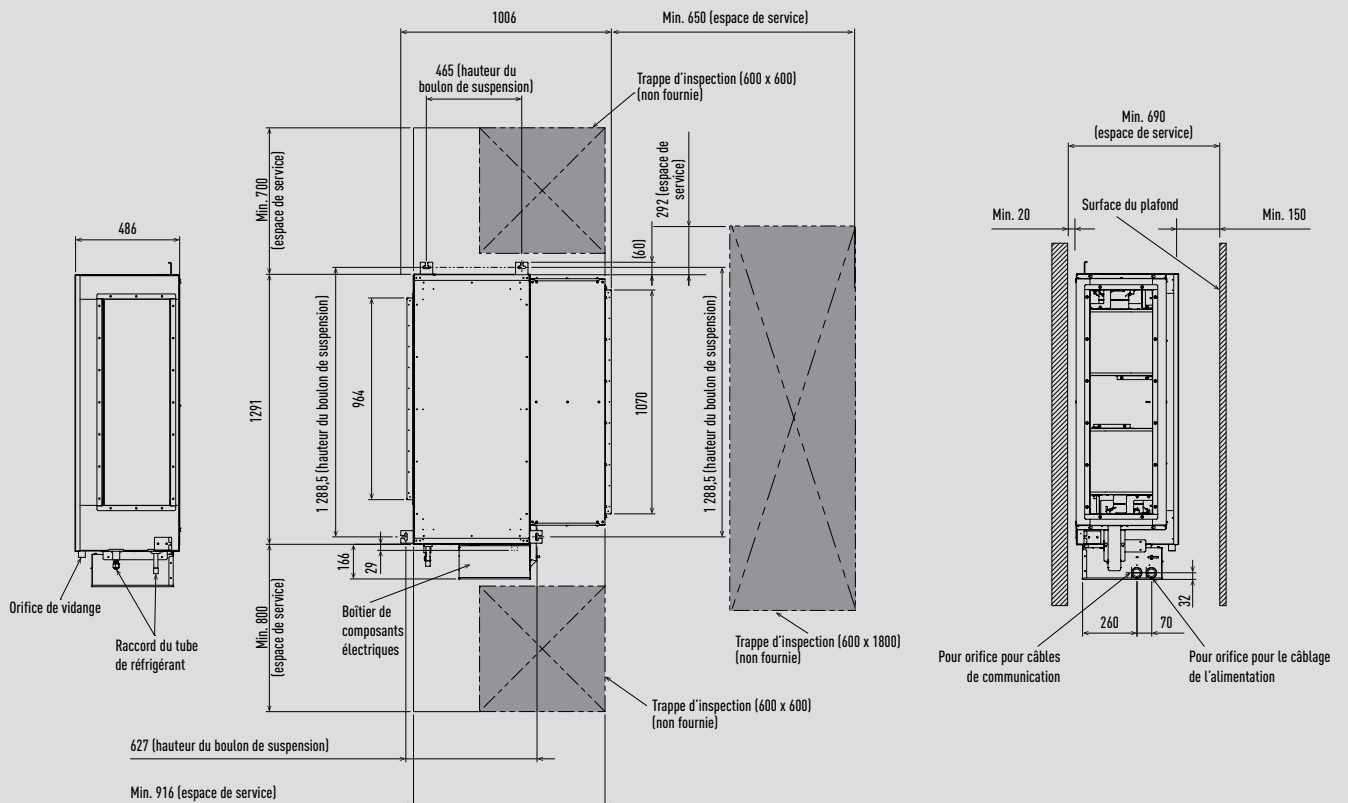 1006
Min. 650 (espace de service)
465 (hauteur du
boulon de suspension)
Trappe d'inspection (600 x 600)
(non fournie)
Min. 700
(espace de service)
292 (espace de
service)
(60)
Min. 690
(espace de service)
Surface du plafond
Min. 20
Min. 150
486
1291
1 288,5 (hauteur du boulon de suspension)
964
1070
1 288,5 (hauteur du boulon de suspension)
166
29
Min. 800
(espace de service)
Orifice de vidange
Raccord du tube
de réfrigérant
Boîtier de
composants
électriques
Trappe d'inspection (600 x 1800)
(non fournie)
Trappe d'inspection (600 x 600)
(non fournie)
32
260
70
Pour orifice pour câbles
de communication
Pour orifice pour le câblage
de l'alimentation
627 (hauteur du boulon de suspension)
Min. 916 (espace de service)